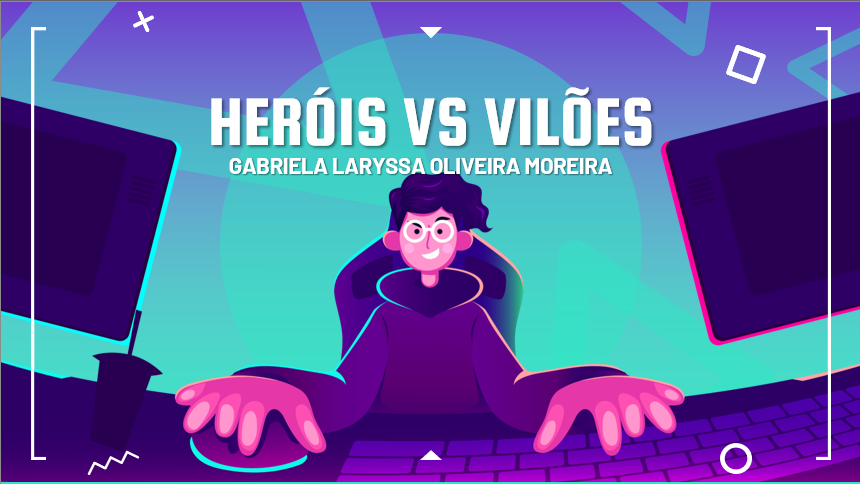 HERÓIS VS VILÕES
GABRIELA LARYSSA OLIVEIRA MOREIRA